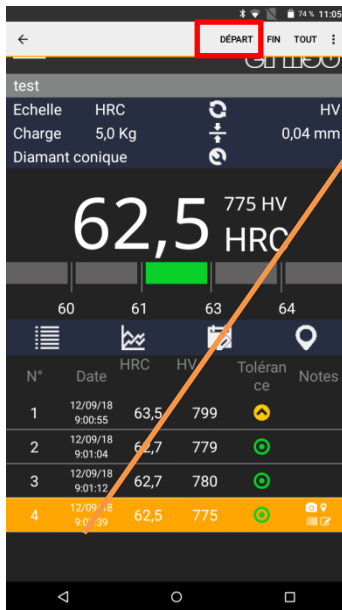 74 % 11:05
DÉPART FIN TOUT
test
Echelle HRC HV
Charge 5,0 Kg 0,04 mm
Diamant conique
62,5 775 HV
HRC
60 61 63 64
N° Date HRC HV Toléran
ce Notes
1 12/09/18
9:00:55 63,5 799
2 12/09/18
9:01:04 62,7 779
3 12/09/18
9:01:12 62,7 780
4 12/09/18 62,5 775